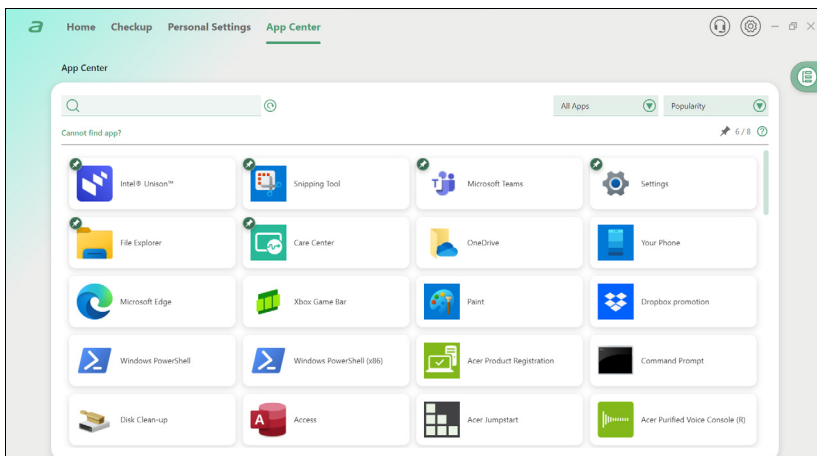 a Home Checkup Personal Settings App Center
App Center
All Apps Popularity
Cannot find app? 6 / 8 ?
Intel® Unison™ Snipping Tool Microsoft Teams Settings
File Explorer Care Center OneDrive Your Phone
Microsoft Edge Xbox Game Bar Paint Dropbox promotion
Windows PowerShell Windows PowerShell (x86) Acer Product Registration Command Prompt
Disk Clean-up A Access Acer Jumpstart Acer Purified Voice Console (R)